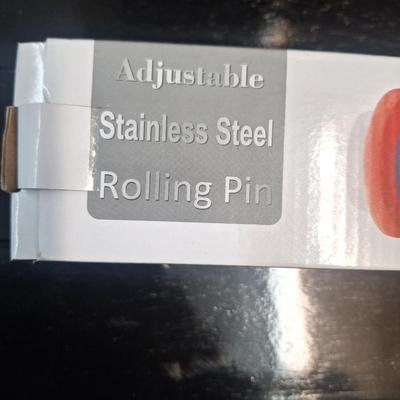 Adjustable
Stainless Steel
Rolling Pin